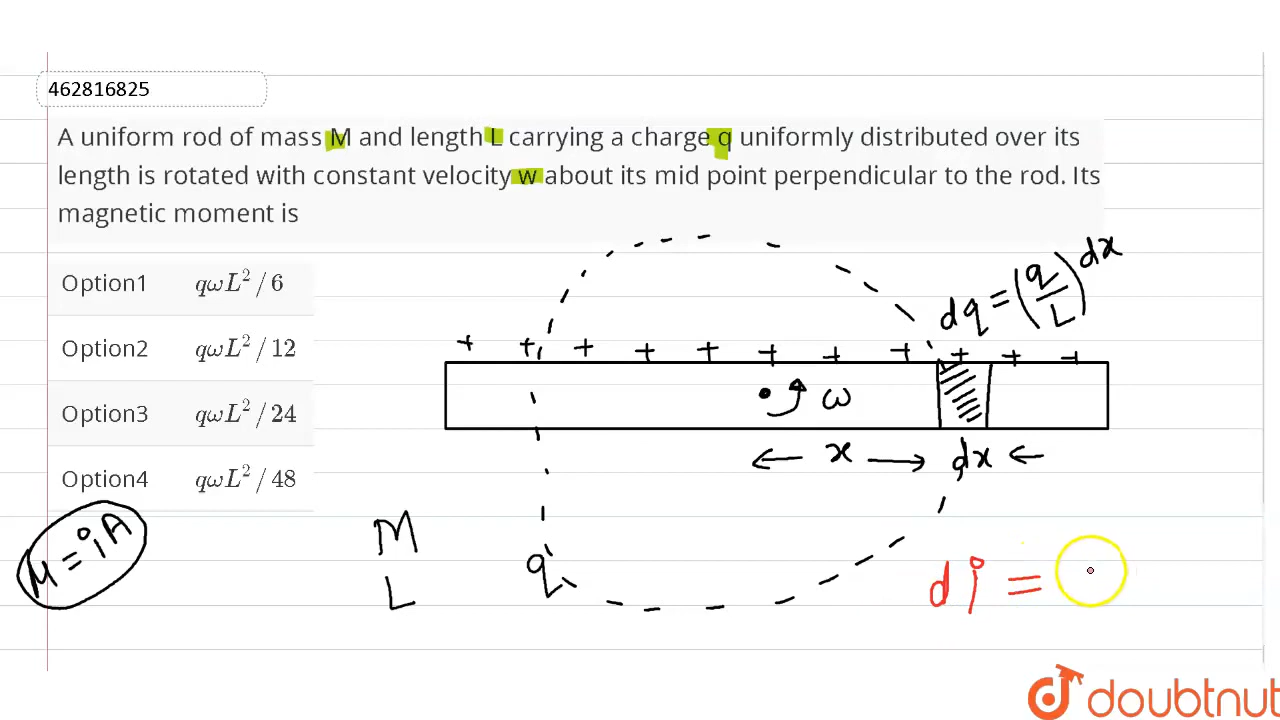 462816825
A uniform rod of mass M and length L carrying a charge q uniformly distributed over its
length is rotated with constant velocity w about its mid point perpendicular to the rod. Its
magnetic moment is
Option1 qωL²/6
Option2 qωL²/12
Option3 qωL²/24
Option4 qωL²/48
dq = (q/L) dx
+ + + + + + + + + + +
ω
x dx
M = iA
M
L
q
di =
doubtnut